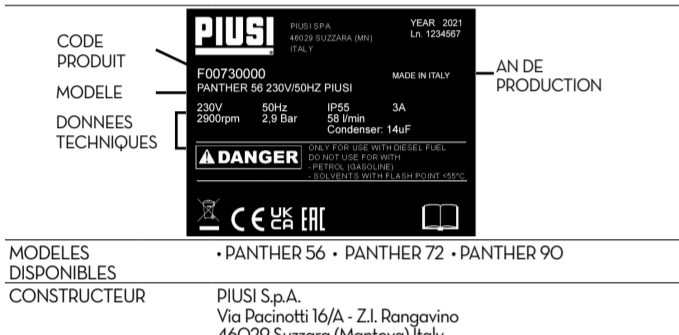 CODE
PRODUIT
MODELE
DONNEES
TECHNIQUES
PIUSI
PIUSI SPA
46029 SUZZARA (MN)
ITALY
YEAR 2021
Ln. 1234567
F00730000
MADE IN ITALY
PANTHER 56 230V/50HZ PIUSI
230V 50Hz IP55 3A
2900rpm 2,9 Bar 58 l/min
Condenser: 14uF
DANGER
ONLY FOR USE WITH DIESEL FUEL
DO NOT USE FOR WITH
- PETROL (GASOLINE)
- SOLVENTS WITH FLASH POINT <55°C
CE UK CA EAC
AN DE
PRODUCTION
MODELES
DISPONIBLES
• PANTHER 56 • PANTHER 72 • PANTHER 90
CONSTRUCTEUR
PIUSI S.p.A.
Via Pacinotti 16/A - Z.I. Rangavino
46029 Suzzara (Mantova) Italy